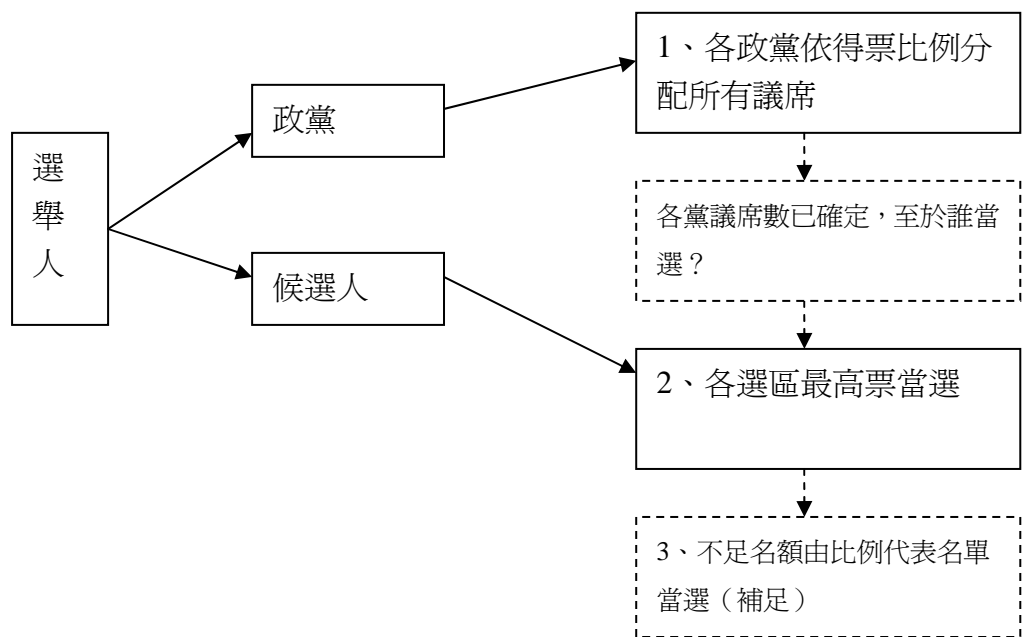 選
舉
人
政黨
候選人
1、各政黨依得票比例分
配所有議席
各黨議席數已確定，至於誰當
選？
2、各選區最高票當選
3、不足名額由比例代表名單
當選（補足）